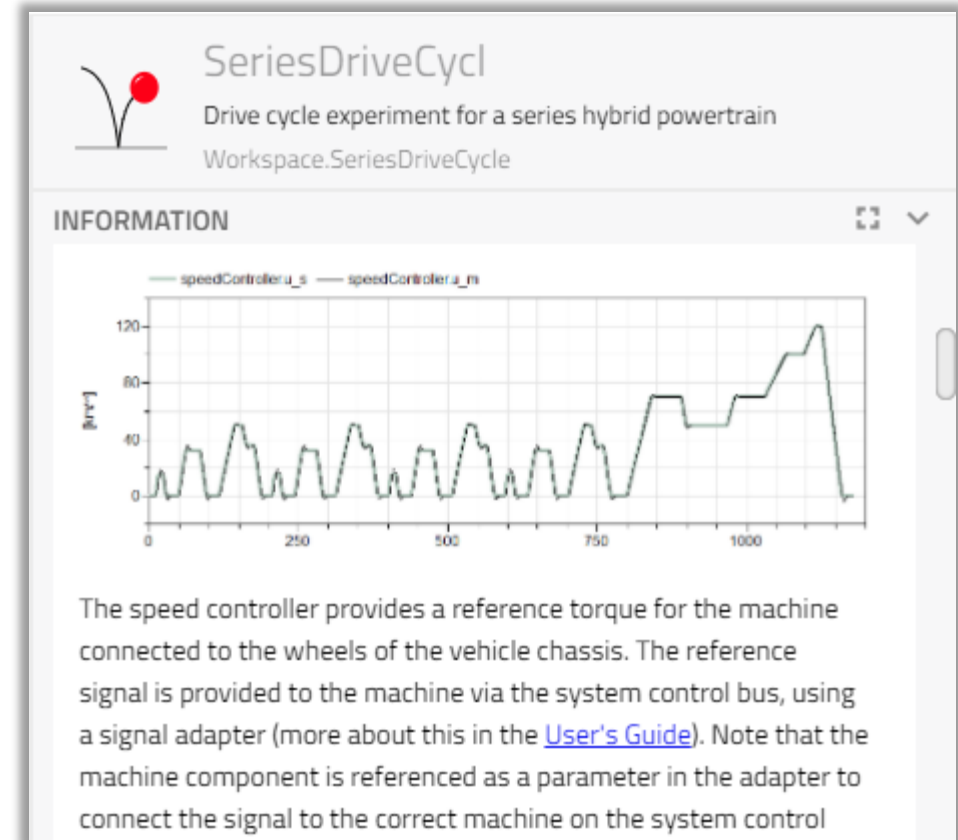 SeriesDriveCycl
Drive cycle experiment for a series hybrid powertrain
Workspace.SeriesDriveCycle
INFORMATION
speedController.u_s speedController.u_m
120
80
40
0
0 250 500 750 1000
The speed controller provides a reference torque for the machine
connected to the wheels of the vehicle chassis. The reference
signal is provided to the machine via the system control bus, using
a signal adapter (more about this in the User's Guide). Note that the
machine component is referenced as a parameter in the adapter to
connect the signal to the correct machine on the system control